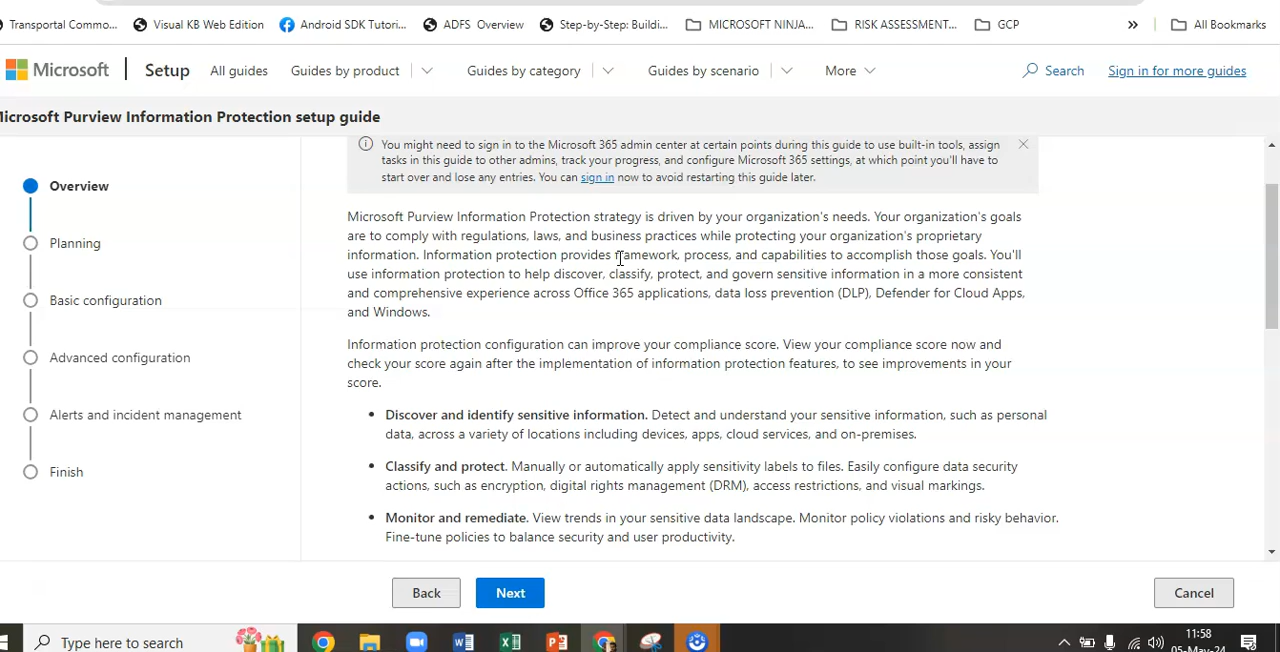 Transportal Commo... Visual KB Web Edition Android SDK Tutori... ADFS Overview Step-by-Step: Buildi... MICROSOFT NINJA... RISK ASSESSMENT... GCP » All Bookmarks
Microsoft | Setup All guides Guides by product Guides by category Guides by scenario More Search Sign in for more guides
Microsoft Purview Information Protection setup guide
Overview
Planning
Basic configuration
Advanced configuration
Alerts and incident management
Finish
You might need to sign in to the Microsoft 365 admin center at certain points during this guide to use built-in tools, assign
tasks in this guide to other admins, track your progress, and configure Microsoft 365 settings, at which point you'll have to
start over and lose any entries. You can sign in now to avoid restarting this guide later.
Microsoft Purview Information Protection strategy is driven by your organization's needs. Your organization's goals
are to comply with regulations, laws, and business practices while protecting your organization's proprietary
information. Information protection provides framework, process, and capabilities to accomplish those goals. You'll
use information protection to help discover, classify, protect, and govern sensitive information in a more consistent
and comprehensive experience across Office 365 applications, data loss prevention (DLP), Defender for Cloud Apps,
and Windows.
Information protection configuration can improve your compliance score. View your compliance score now and
check your score again after the implementation of information protection features, to see improvements in your
score.
• Discover and identify sensitive information. Detect and understand your sensitive information, such as personal
data, across a variety of locations including devices, apps, cloud services, and on-premises.
• Classify and protect. Manually or automatically apply sensitivity labels to files. Easily configure data security
actions, such as encryption, digital rights management (DRM), access restrictions, and visual markings.
• Monitor and remediate. View trends in your sensitive data landscape. Monitor policy violations and risky behavior.
Fine-tune policies to balance security and user productivity.
Back Next Cancel
Type here to search
11:58
05-May-24